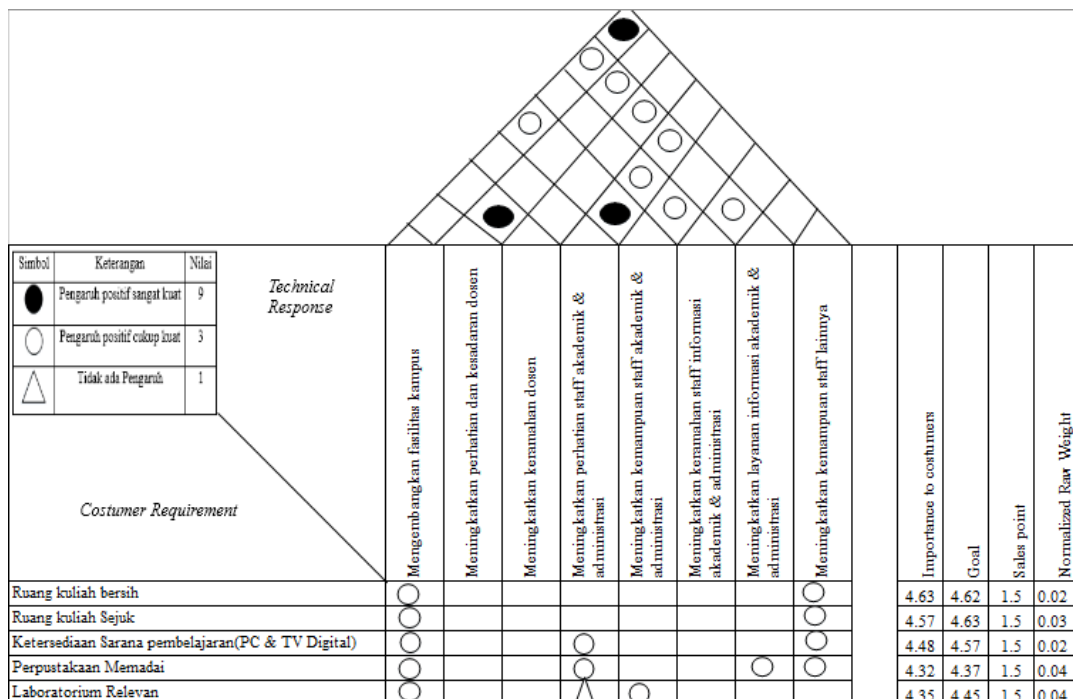 Simbol Keterangan Nilai
Pengaruh positif sangat kuat 9
Pengaruh positif cukup kuat 3
Tidak ada Pengaruh 1
Technical
Response
Costumer Requirement
Mengembangkan fasilitas kampus
Meningkatkan perhatian dan kesadaran dosen
Meningkatkan keramahan dosen
Meningkatkan perhatian staff akademik &
administrasi
Meningkatkan kemampuan staff akademik &
administrasi
Meningkatkan keramahan staff informasi
akademik & administrasi
Meningkatkan layanan informasi akademik &
administrasi
Meningkatkan kemampuan staff lainnya
Importance to costumers
Goal
Sales point
Normalized Raw Weight
Ruang kuliah bersih 4.63 4.62 1.5 0.02
Ruang kuliah Sejuk 4.57 4.63 1.5 0.03
Ketersediaan Sarana pembelajaran(PC & TV Digital) 4.48 4.57 1.5 0.02
Perpustakaan Memadai 4.32 4.37 1.5 0.04
Laboratorium Relevan 4.35 4.45 1.5 0.04